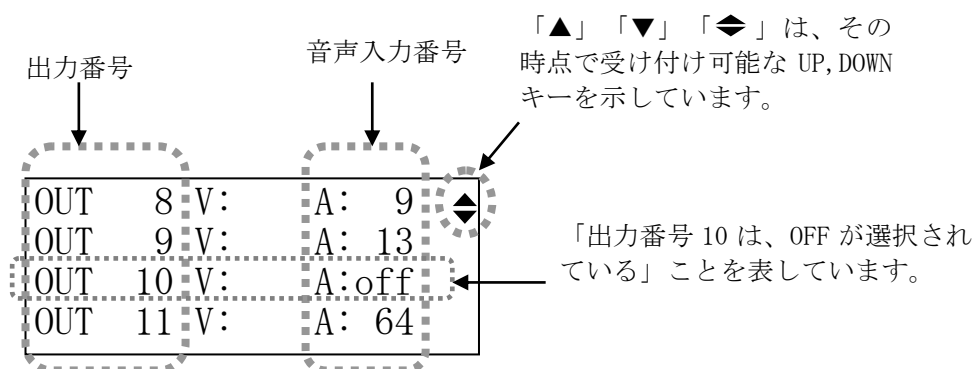 「▲」「▼」「◆」は、その
時点で受け付け可能な UP,DOWN
キーを示しています。
出力番号
音声入力番号
OUT 8 V: A: 9
OUT 9 V: A: 13
OUT 10 V: A:off
OUT 11 V: A: 64
「出力番号 10 は、OFF が選択され
ている」ことを表しています。